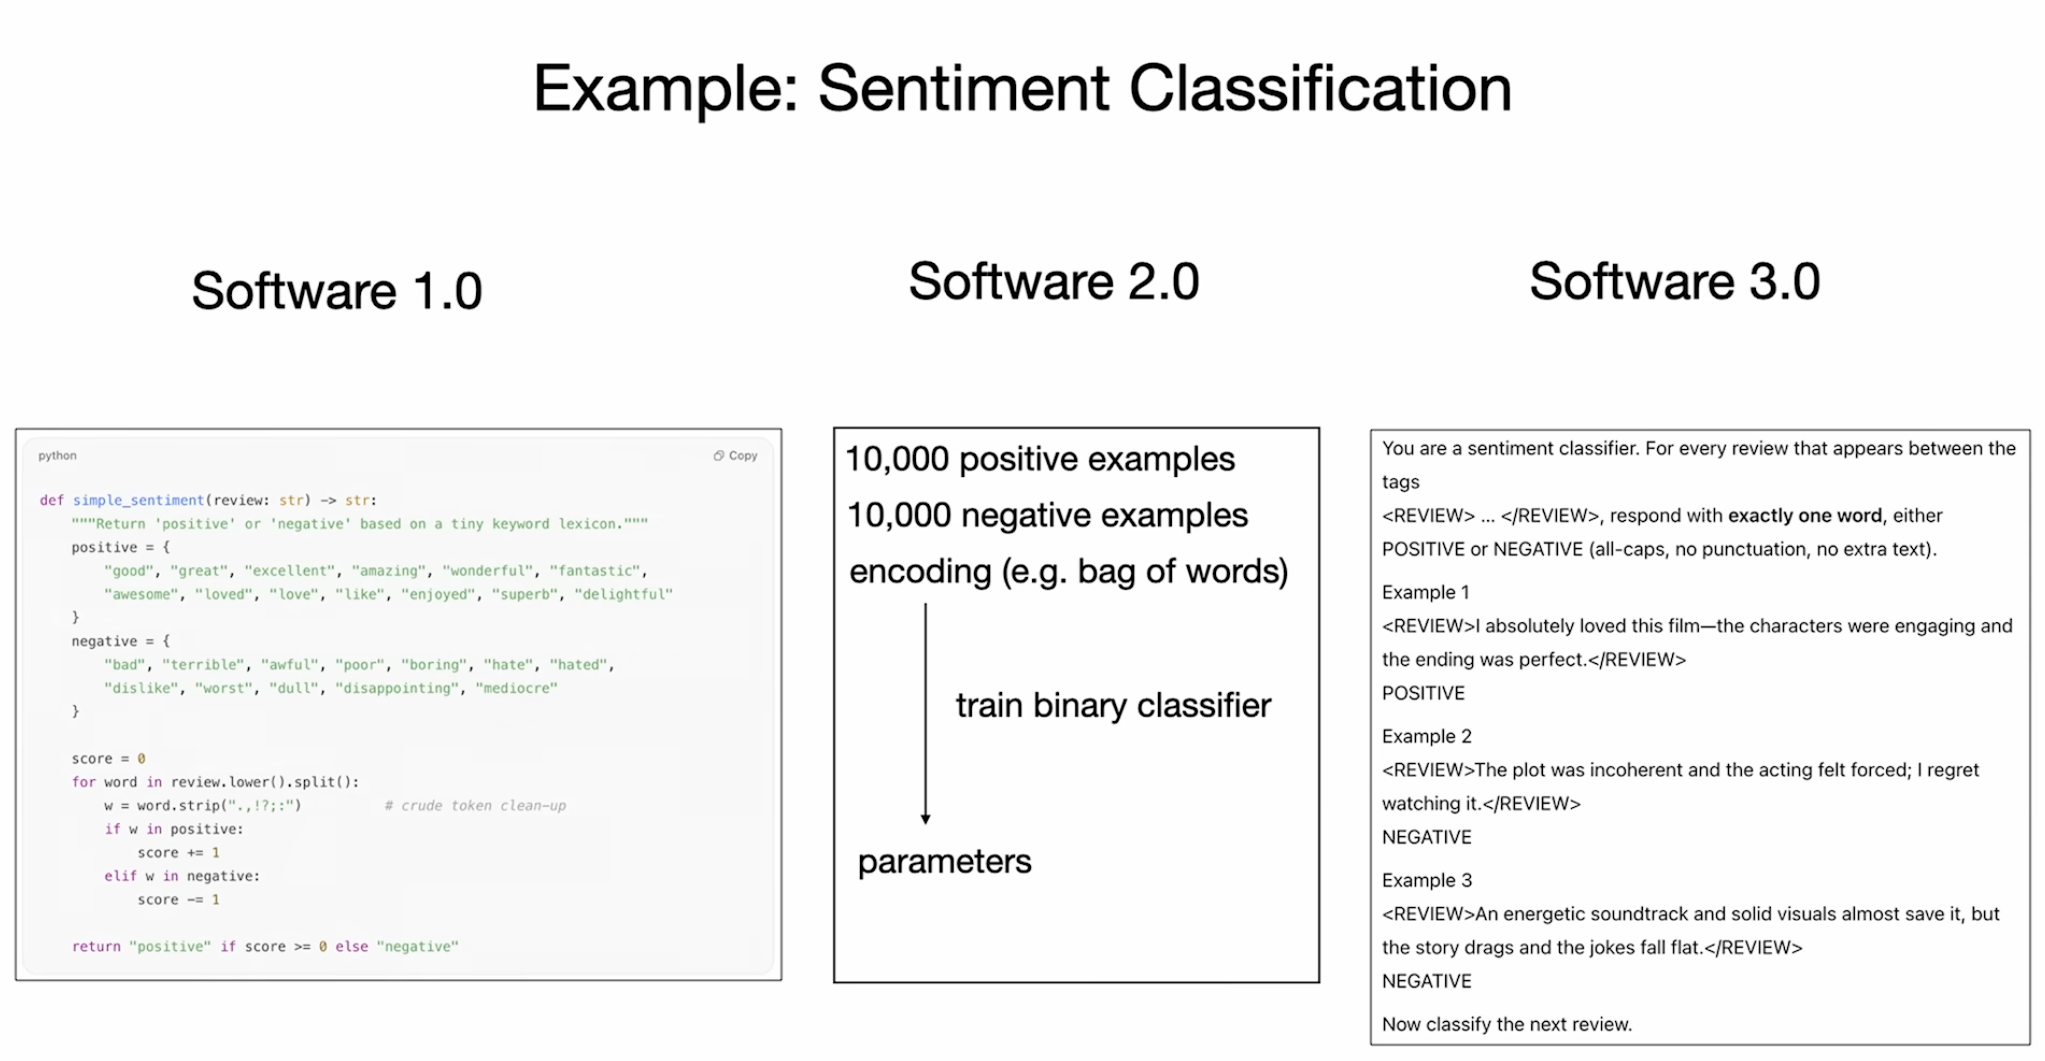 Example: Sentiment Classification
Software 1.0
python
Copy
def simple_sentiment(review: str) -> str:
    """Return 'positive' or 'negative' based on a tiny keyword lexicon."""
    positive = {
        "good", "great", "excellent", "amazing", "wonderful", "fantastic",
        "awesome", "loved", "love", "like", "enjoyed", "superb", "delightful"
    }
    negative = {
        "bad", "terrible", "awful", "poor", "boring", "hate", "hated",
        "dislike", "worst", "dull", "disappointing", "mediocre"
    }
    score = 0
    for word in review.lower().split():
        w = word.strip(".,!?;:")          # crude token clean-up
        if w in positive:
            score += 1
        elif w in negative:
            score -= 1
    return "positive" if score >= 0 else "negative"
Software 2.0
10,000 positive examples
10,000 negative examples
encoding (e.g. bag of words)
train binary classifier
parameters
Software 3.0
You are a sentiment classifier. For every review that appears between the
tags
<REVIEW> ... </REVIEW>, respond with exactly one word, either
POSITIVE or NEGATIVE (all-caps, no punctuation, no extra text).
Example 1
<REVIEW>I absolutely loved this film—the characters were engaging and
the ending was perfect.</REVIEW>
POSITIVE
Example 2
<REVIEW>The plot was incoherent and the acting felt forced; I regret
watching it.</REVIEW>
NEGATIVE
Example 3
<REVIEW>An energetic soundtrack and solid visuals almost save it, but
the story drags and the jokes fall flat.</REVIEW>
NEGATIVE
Now classify the next review.